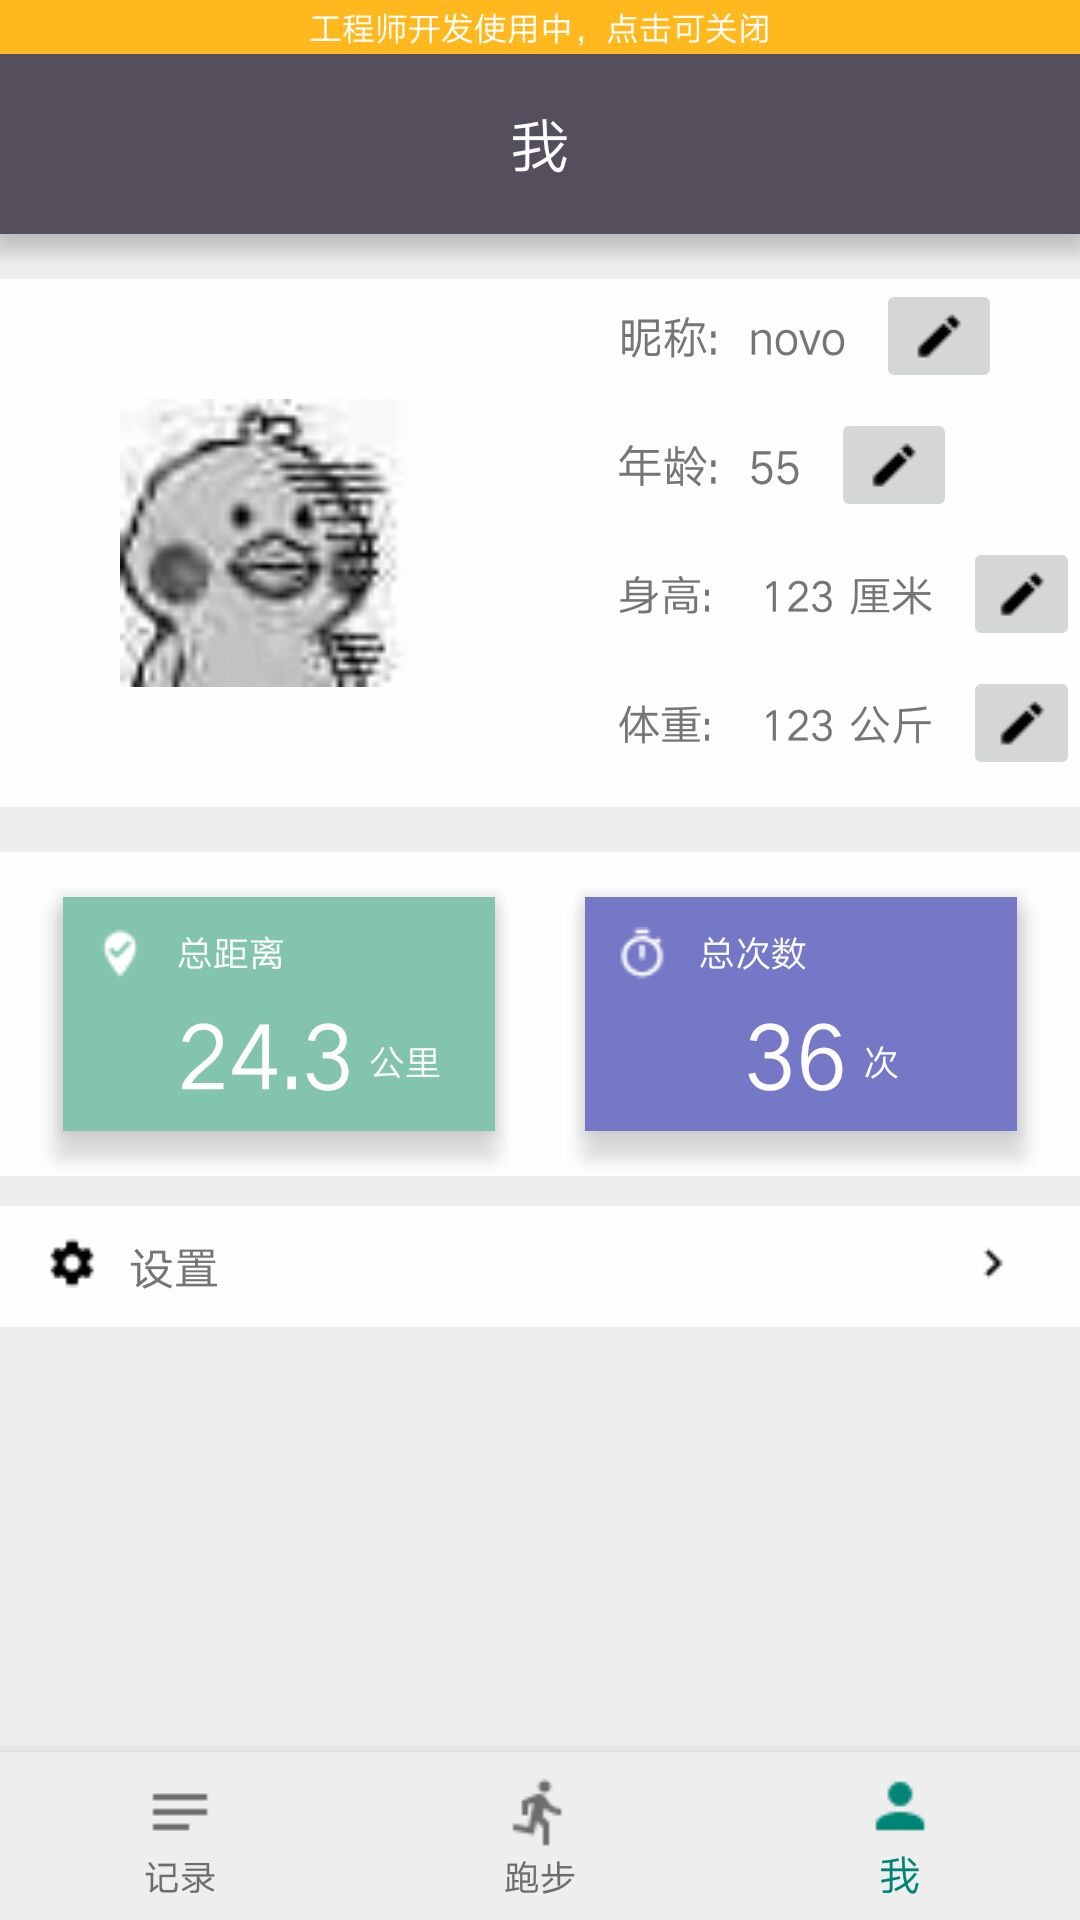 工程师开发使用中，点击可关闭
我
昵称: novo
年龄: 55
身高: 123 厘米
体重: 123 公斤
总距离
24.3 公里
总次数
36 次
设置
记录
跑步
我